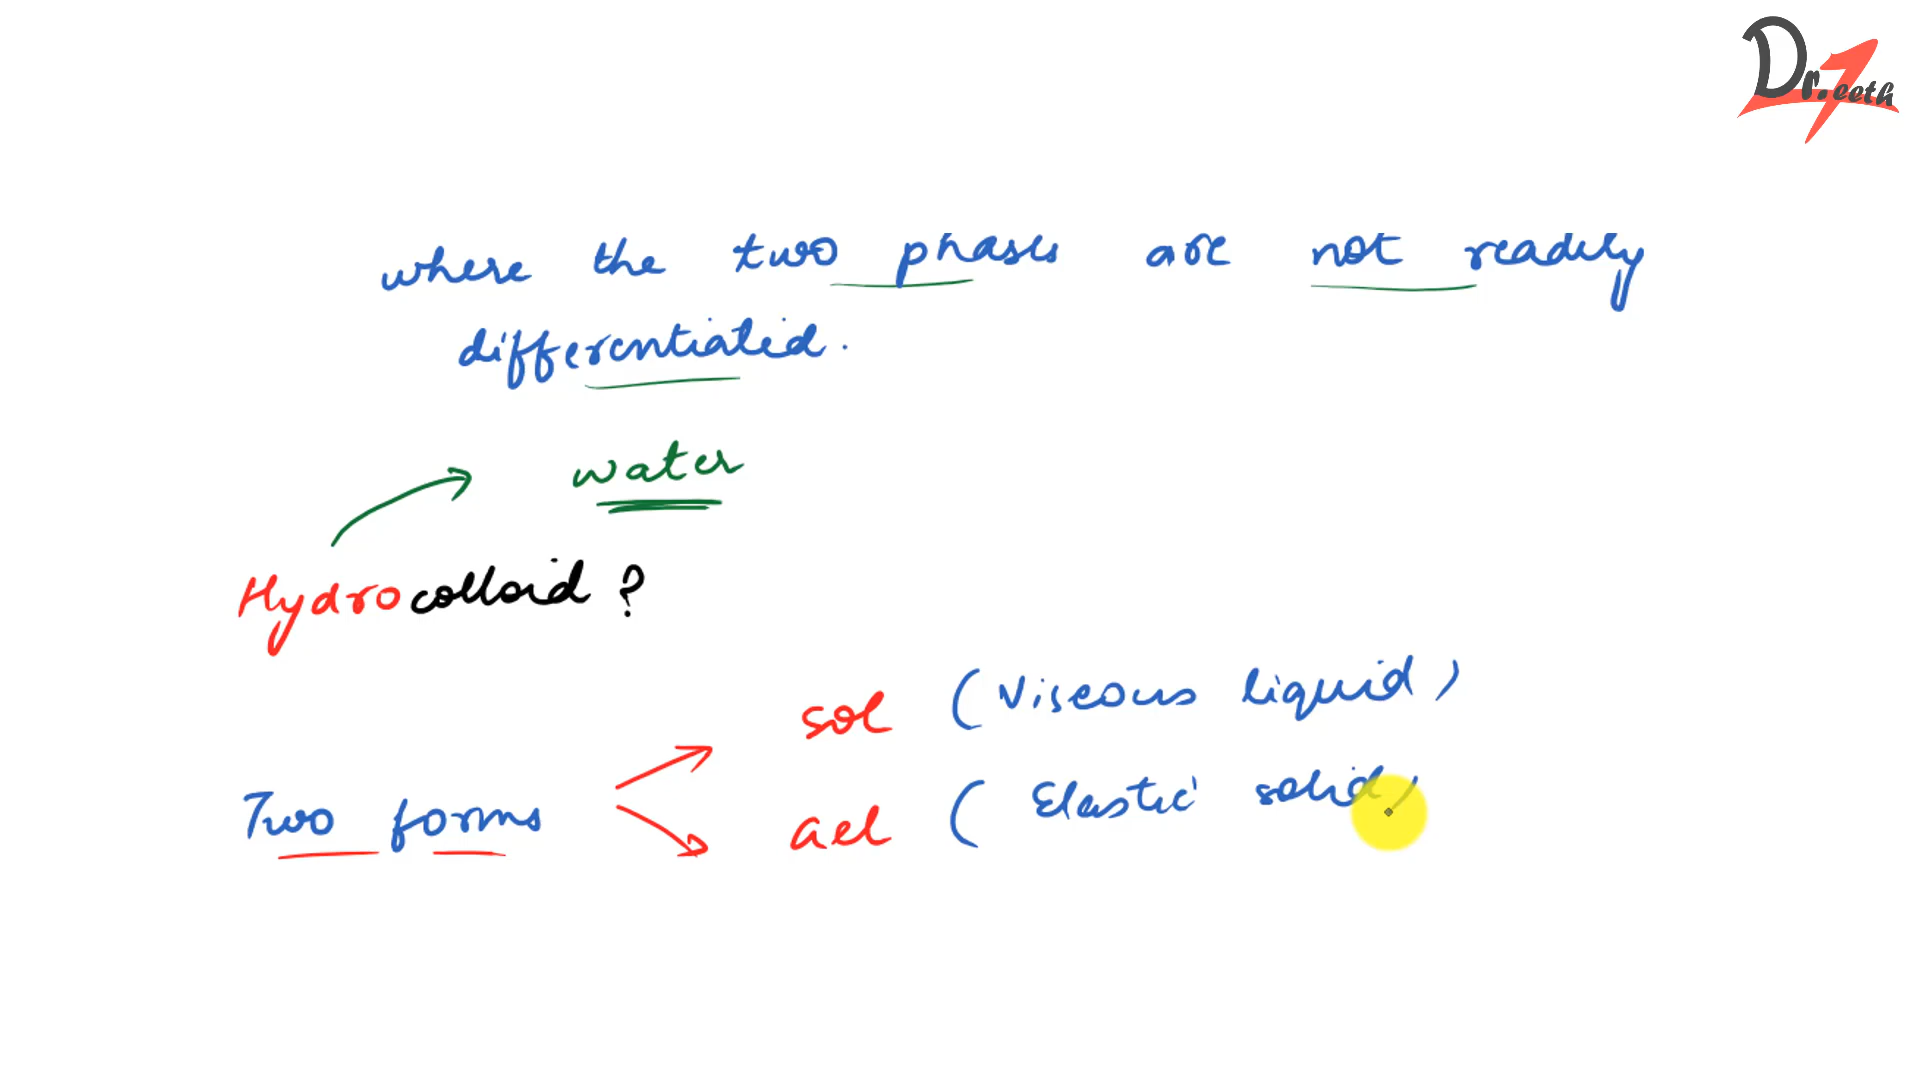 Dr.eeth
where the two phases are not readily
differentiated.
water
Hydrocolloid ?
sol (Viscous liquid)
Two forms
Gel (Elastic solid)